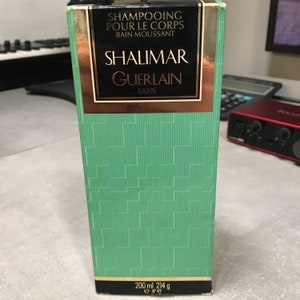 SHAMPOOING
POUR LE CORPS
BAIN MOUSSANT
SHALIMAR
GUERLAIN
PARIS
200 ml 214 g